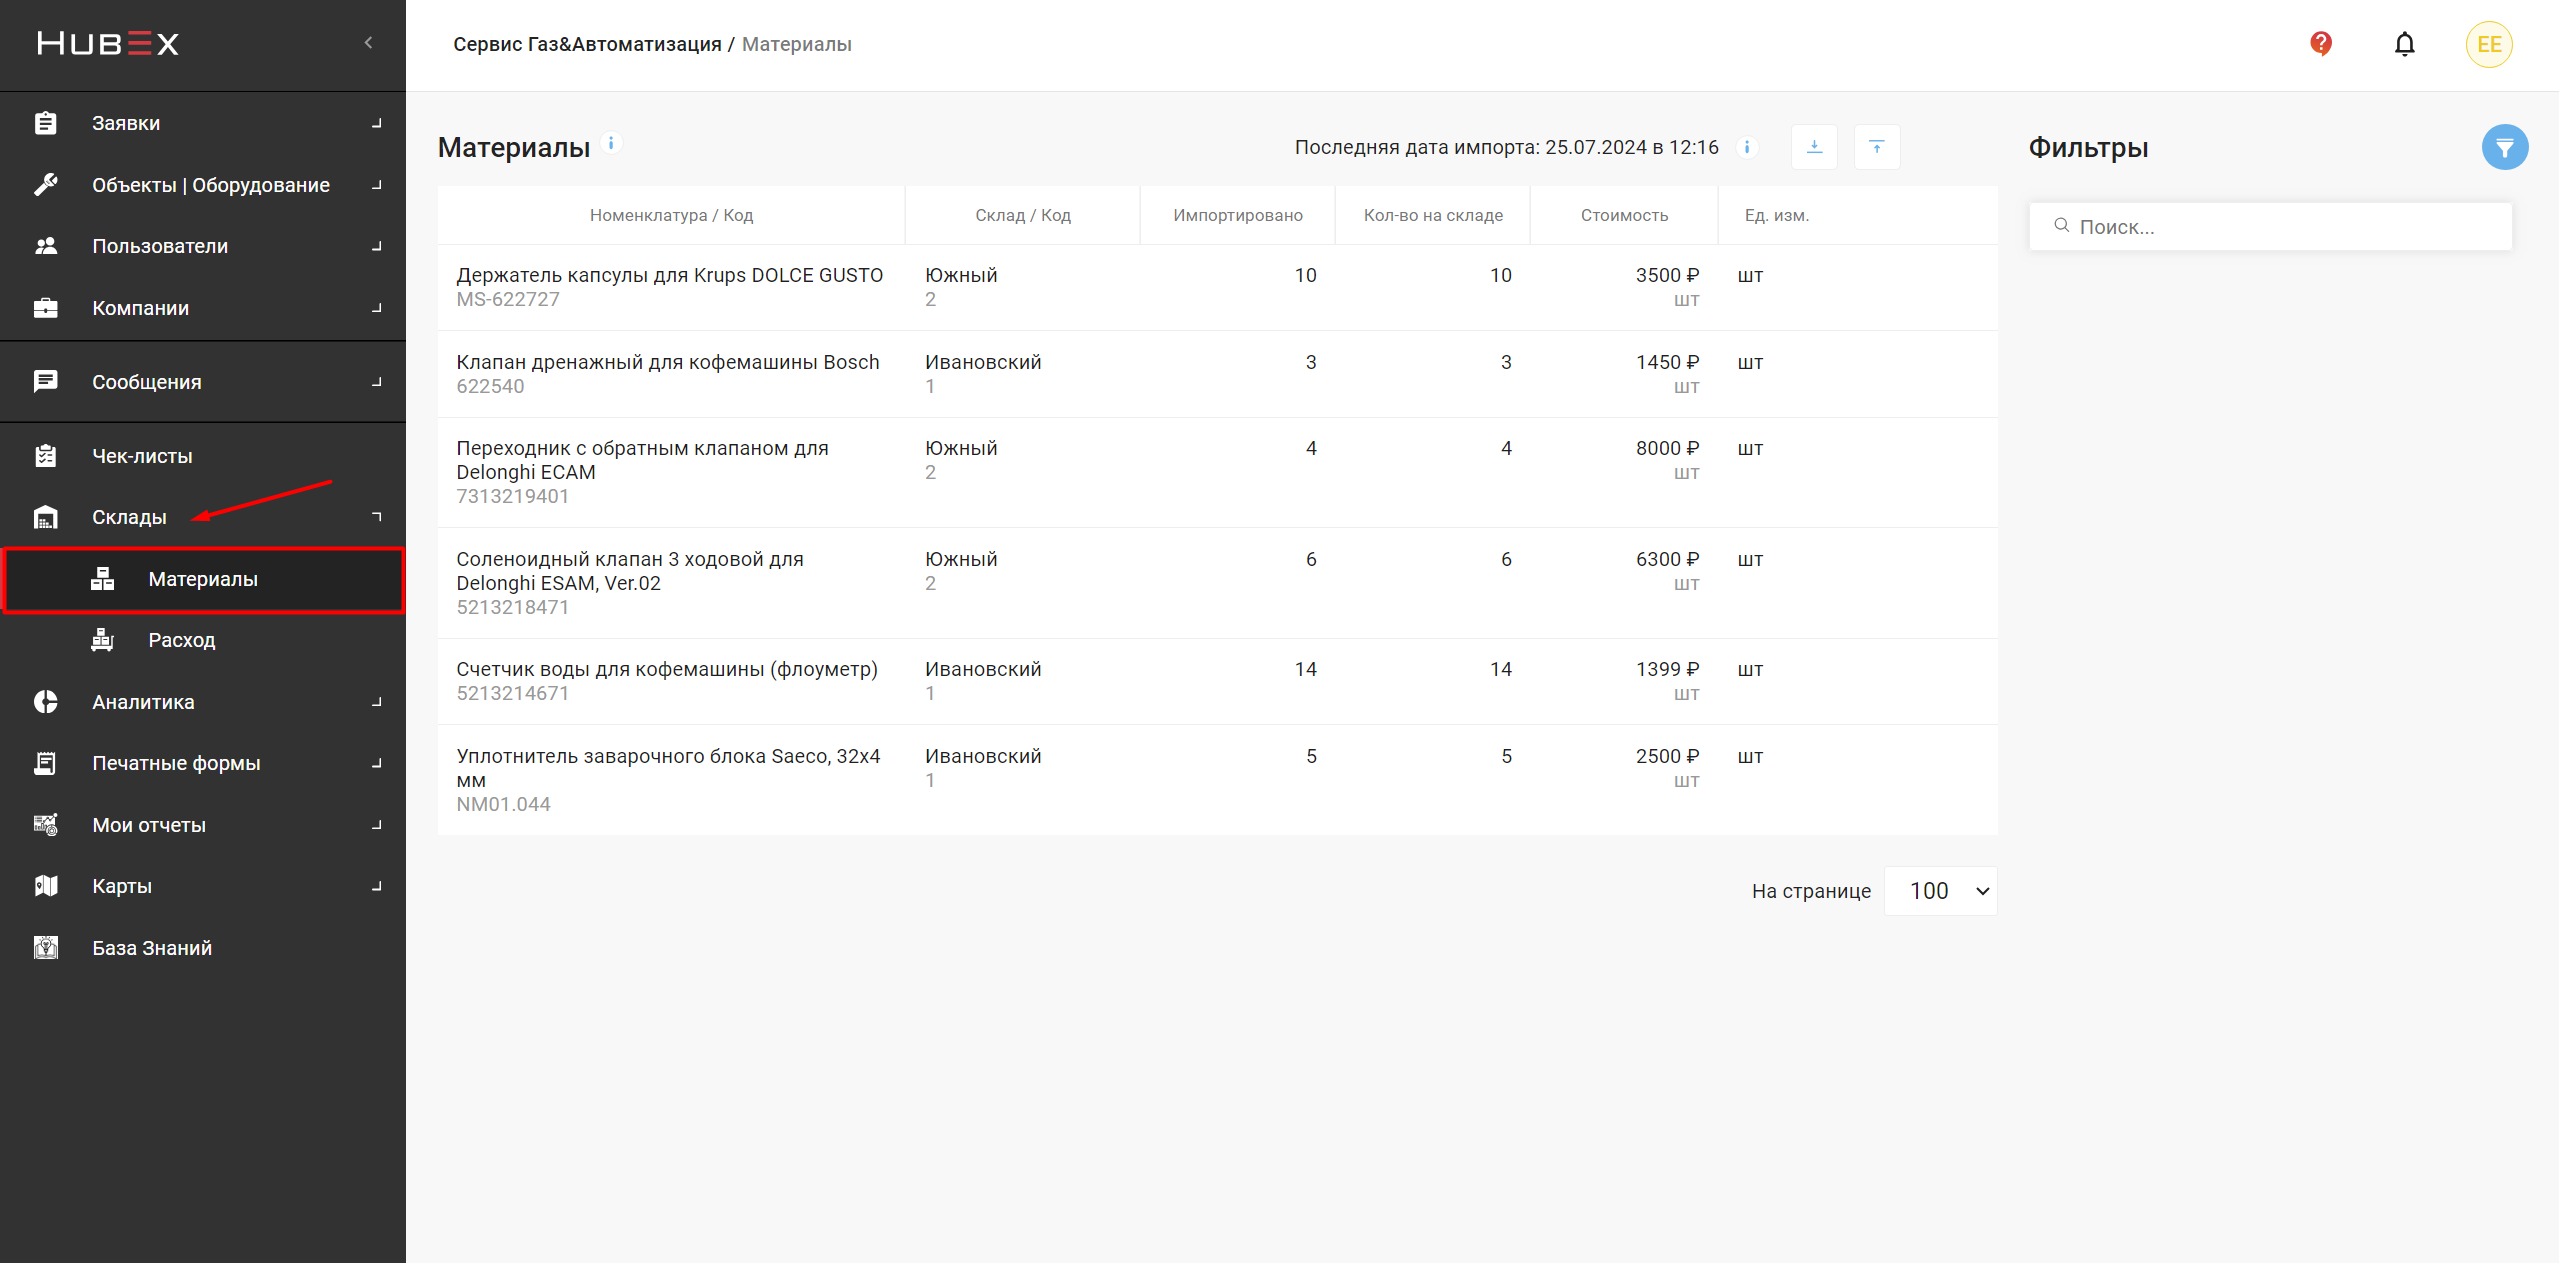 HUBEX
Заявки
Объекты | Оборудование
Пользователи
Компании
Сообщения
Чек-листы
Склады
Материалы
Расход
Аналитика
Печатные формы
Мои отчеты
Карты
База Знаний
Сервис Газ&Автоматизация / Материалы
EE
Материалы
Последняя дата импорта: 25.07.2024 в 12:16
Номенклатура / Код Склад / Код Импортировано Кол-во на складе Стоимость Ед. изм.
Держатель капсулы для Krups DOLCE GUSTO Южный 10 10 3500 ₽ шт
MS-622727 2 шт
Клапан дренажный для кофемашины Bosch Ивановский 3 3 1450 ₽ шт
622540 1 шт
Переходник с обратным клапаном для Южный 4 4 8000 ₽ шт
Delonghi ECAM 2 шт
7313219401
Соленоидный клапан 3 ходовой для Южный 6 6 6300 ₽ шт
Delonghi ESAM, Ver.02 2 шт
5213218471
Счетчик воды для кофемашины (флоуметр) Ивановский 14 14 1399 ₽ шт
5213214671 1 шт
Уплотнитель заварочного блока Saeco, 32x4 Ивановский 5 5 2500 ₽ шт
мм 1 шт
NM01.044
На странице 100
Фильтры
Поиск...